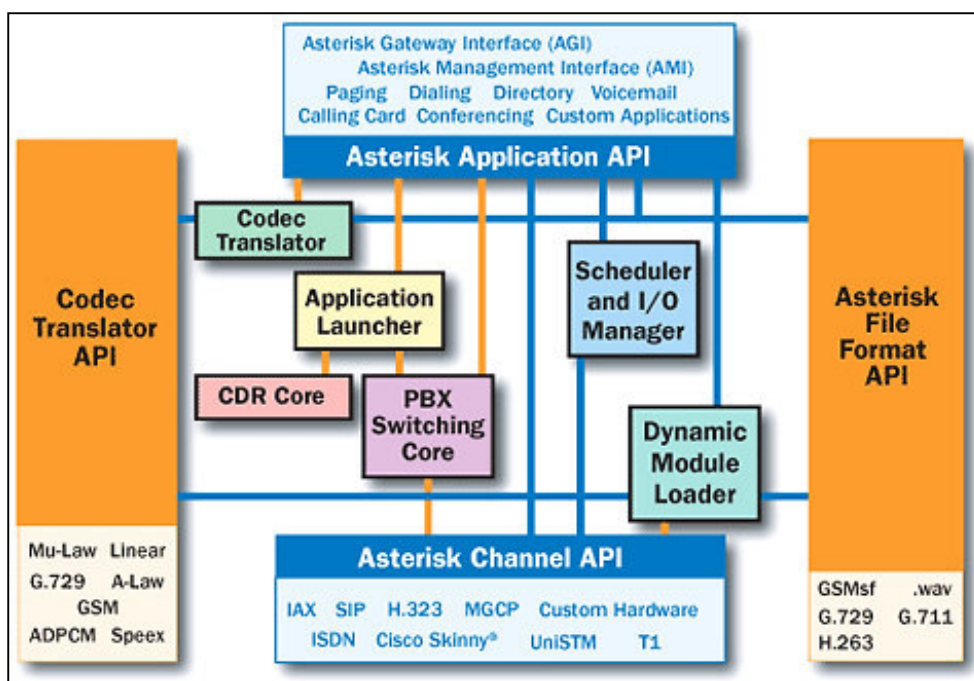 Asterisk Gateway Interface (AGI)
Asterisk Management Interface (AMI)
Paging Dialing Directory Voicemail
Calling Card Conferencing Custom Applications
Asterisk Application API
Codec
Translator
API
Mu-Law Linear
G.729 A-Law
GSM
ADPCM Speex
Codec
Translator
Application
Launcher
CDR Core
PBX
Switching
Core
Scheduler
and I/O
Manager
Dynamic
Module
Loader
Asterisk
File
Format
API
GSMsf .wav
G.729 G.711
H.263
Asterisk Channel API
IAX SIP H.323 MGCP Custom Hardware
ISDN Cisco Skinny® UniSTM T1